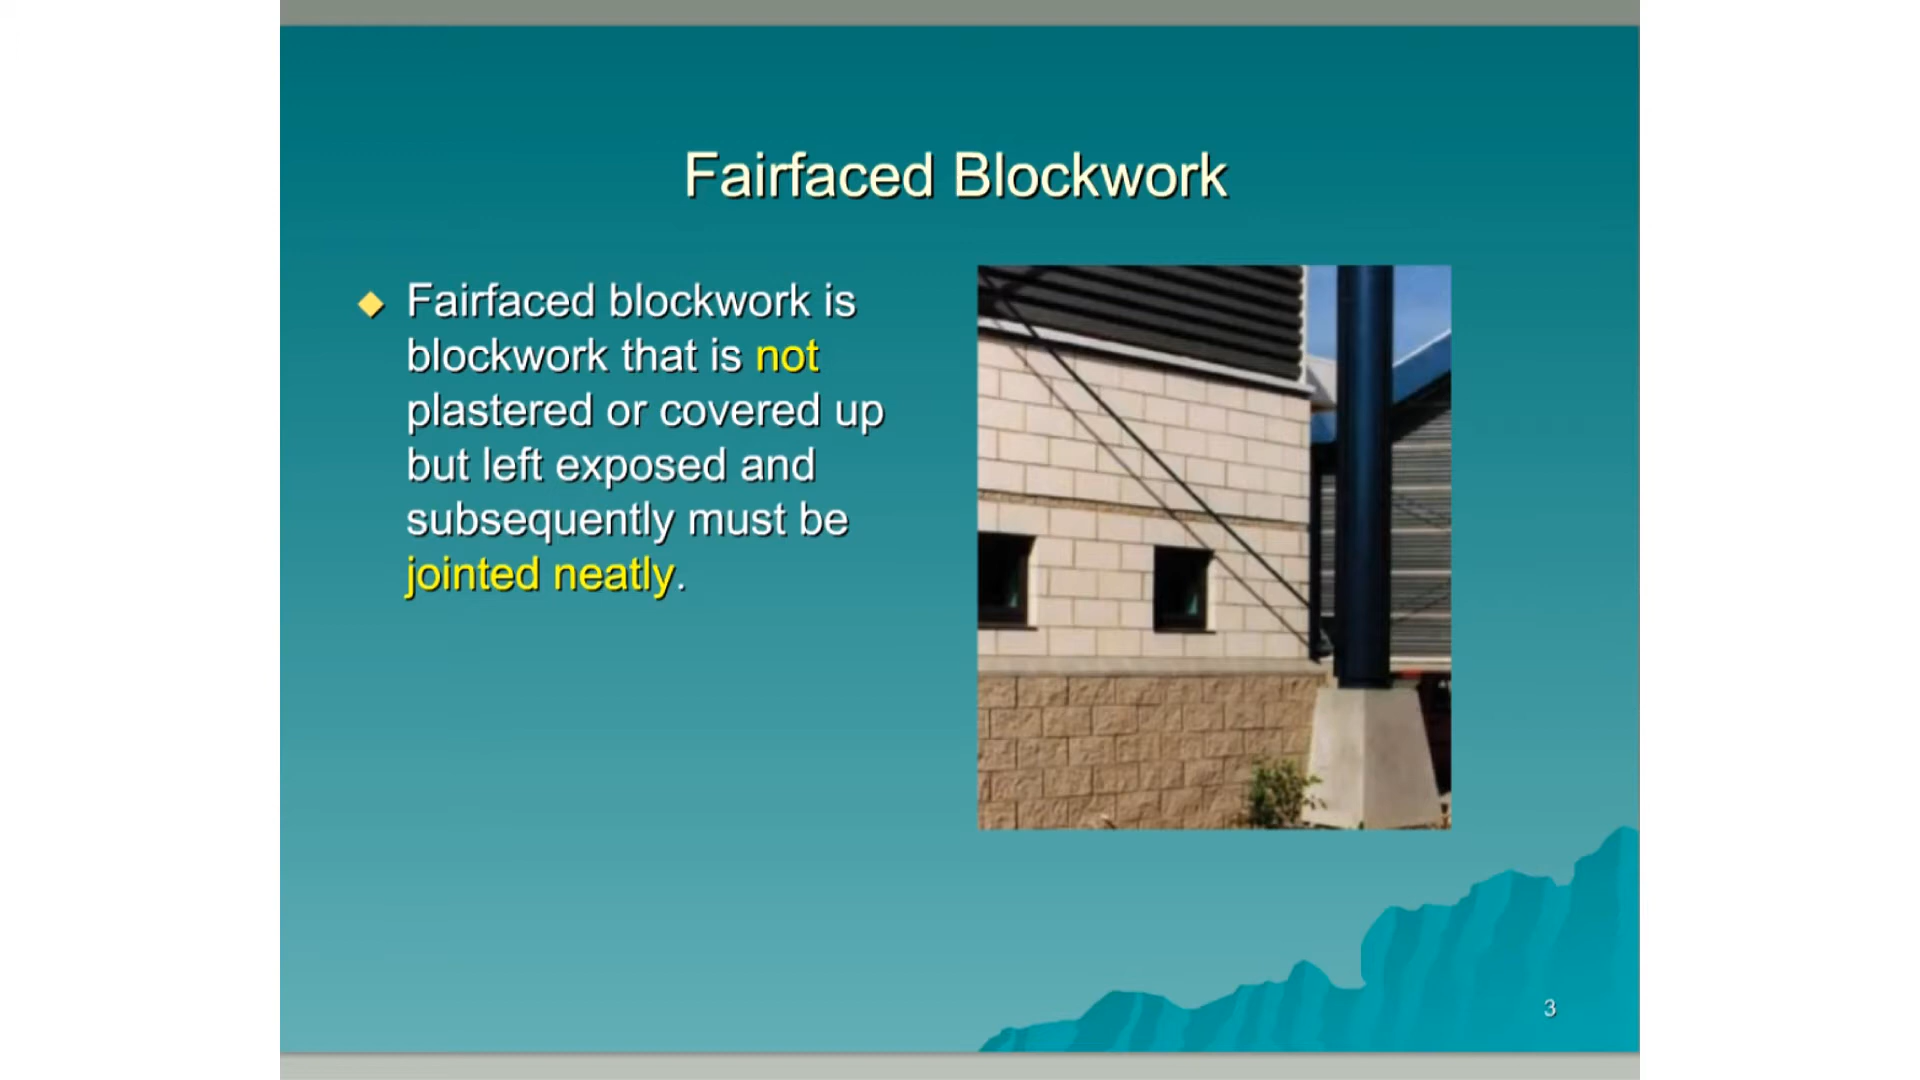 Fairfaced Blockwork
Fairfaced blockwork is
blockwork that is not
plastered or covered up
but left exposed and
subsequently must be
jointed neatly.
3